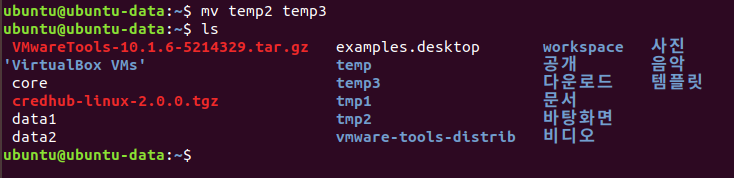 ubuntu@ubuntu-data:~$ mv temp2 temp3
ubuntu@ubuntu-data:~$ ls
 VMwareTools-10.1.6-5214329.tar.gz   examples.desktop      workspace   사진
'VirtualBox VMs'                     temp                  공개        음악
 core                                temp3                 다운로드    템플릿
 credhub-linux-2.0.0.tgz             tmp1                  문서
 data1                               tmp2                  바탕화면
 data2                               vmware-tools-distrib  비디오
ubuntu@ubuntu-data:~$